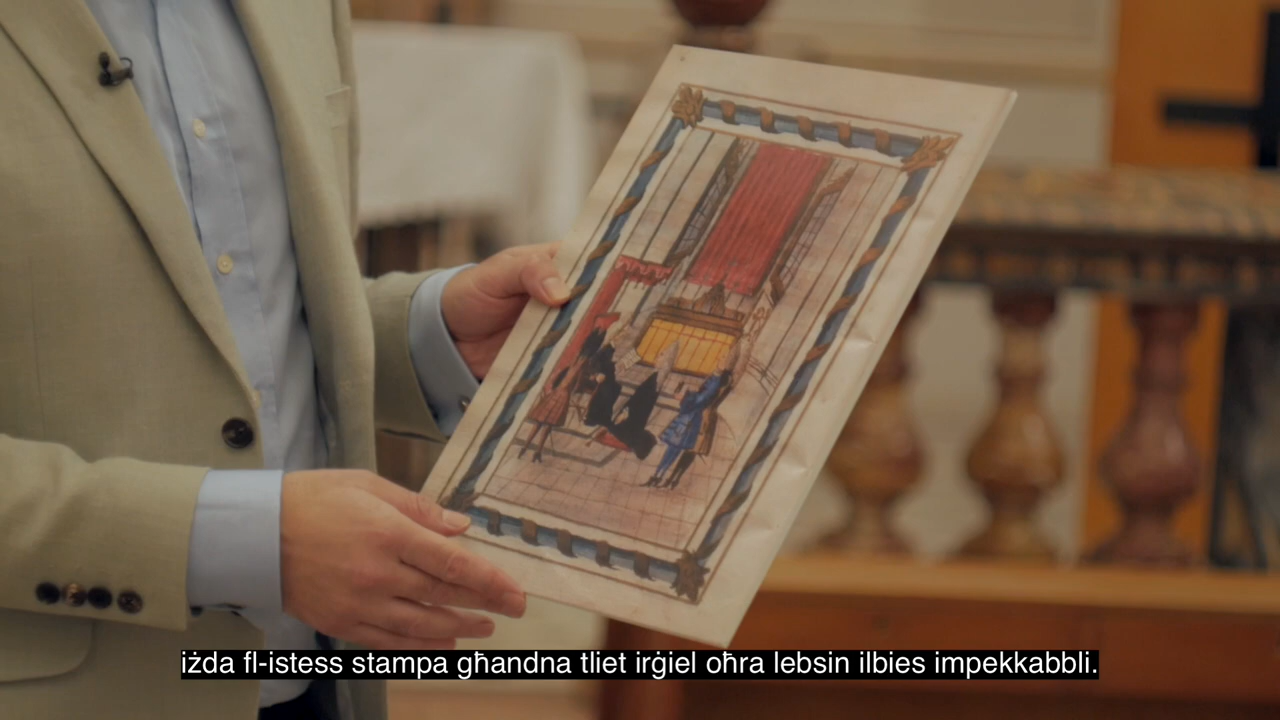 iżda fl-istess stampa għandna tliet irġiel oħra lebsin ilbies impekkabbli.